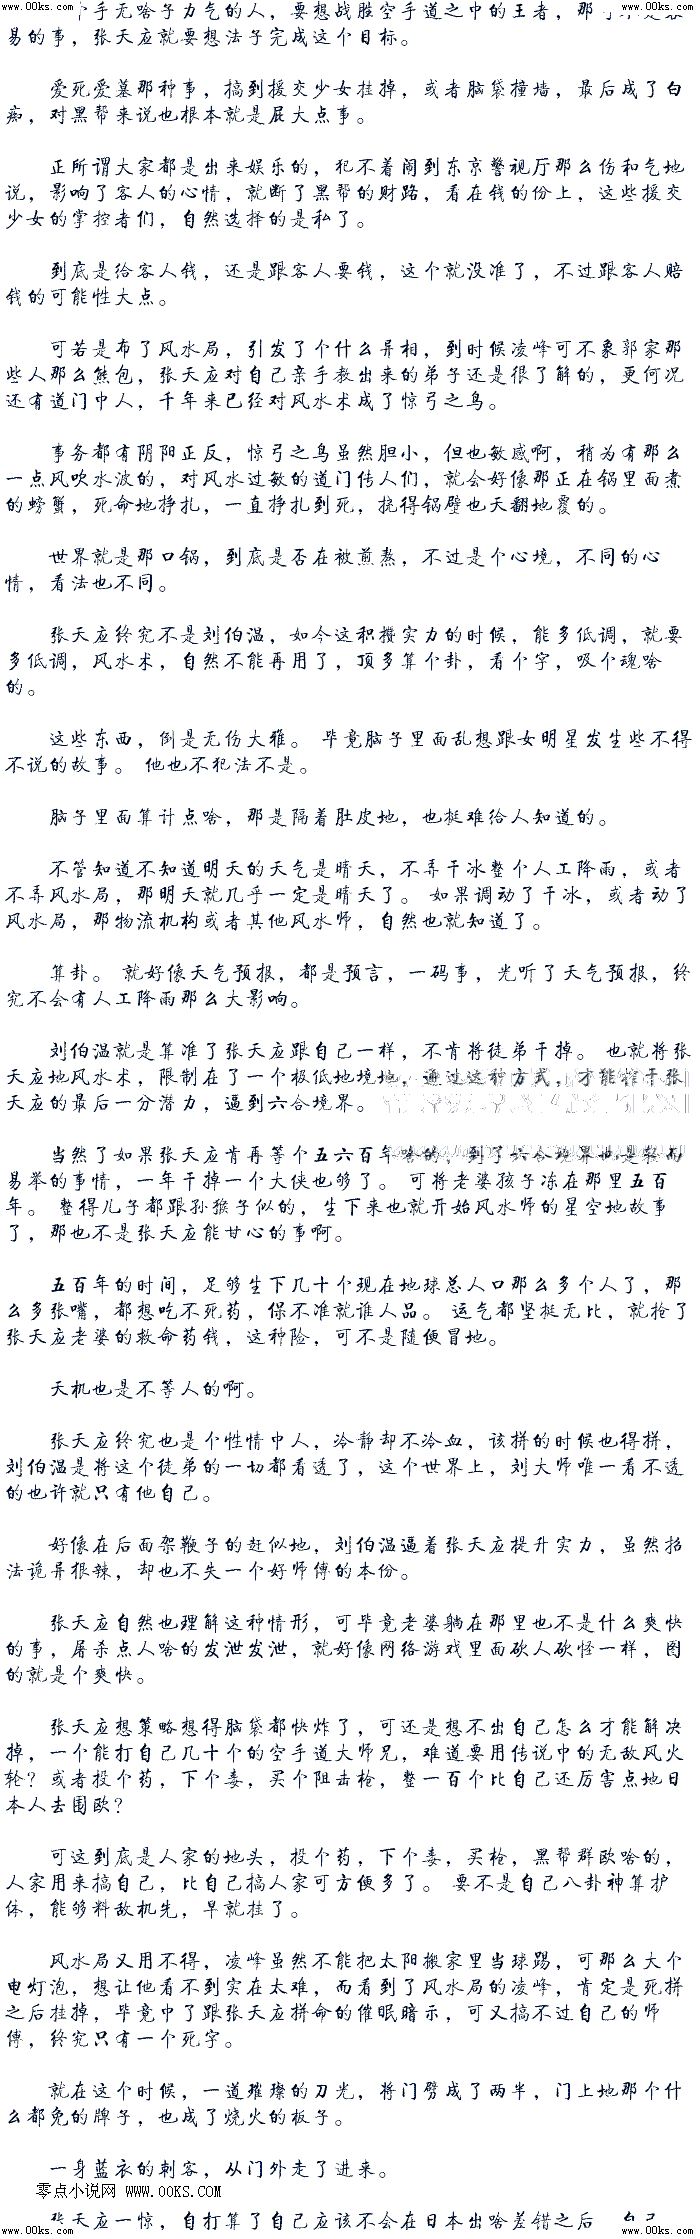 www.00ks.com www.00ks.com
手无啥子力气的人，要想战胜空手道之中的王者，那
易的事，张天应就要想法子完成这个目标。
爱死爱慕那种事，搞到援交少女挂掉，或者脑袋撞墙，最后成了白
痴，对黑帮来说也根本就是屁大点事。
正所谓大家都是出来娱乐的，犯不着闹到东京警视厅那么伤和气地
说，影响了客人的心情，就断了黑帮的财路，看在钱的份上，这些援交
少女的掌控者们，自然选择的是私了。
到底是给客人钱，还是跟客人要钱，这个就没准了，不过跟客人赔
钱的可能性大点。
可若是布了风水局，引发了个什么异相，到时候凌峰可不象郭家那
些人那么熊包，张天应对自己亲手教出来的弟子还是很了解的，更何况
还有道门中人，千年来已经对风水术成了惊弓之鸟。
事务都有阴阳正反，惊弓之鸟虽然胆小，但也敏感啊，稍为有那么
一点风吹水波的，对风水过敏的道门传人们，就会好像那正在锅里面煮
的螃蟹，死命地挣扎，一直挣扎到死，挠得锅壁也天翻地覆的。
世界就是那口锅，到底是否在被煎熬，不过是个心境，不同的心
情，看法也不同。
张天应终究不是刘伯温，如今这积攒实力的时候，能多低调，就要
多低调，风水术，自然不能再用了，顶多算个卦，看个字，吸个魂啥
的。
这些东西，倒是无伤大雅。 毕竟脑子里面乱想跟女明星发生些不得
不说的故事。 他也不犯法不是。
脑子里面算计点啥，那是隔着肚皮地，也挺难给人知道的。
不管知道不知道明天的天气是晴天，不弄干冰整个人工降雨，或者
不弄风水局，那明天就几乎一定是晴天了。 如果调动了干冰，或者动了
风水局，那物流机构或者其他风水师，自然也就知道了。
算卦。 就好像天气预报，都是预言，一码事，光听了天气预报，终
究不会有人工降雨那么大影响。
刘伯温就是算准了张天应跟自己一样，不肯将徒弟干掉。 也就将张
天应地风水术，限制在了一个极低地境地，通过这种方式，才能榨干张
天应的最后一分潜力，逼到六合境界。
当然了如果张天应肯再等个五六百年啥的，到了六合境界也是轻而
易举的事情，一年干掉一个大侠也够了。 可将老婆孩子冻在那里五百
年。 整得儿子都跟孙猴子似的，生下来也就开始风水师的星空地故事
了，那也不是张天应能甘心的事啊。
五百年的时间，足够生下几十个现在地球总人口那么多个人了，那
么多张嘴，都想吃不死药，保不准就谁人品。 运气都坚挺无比，就抢了
张天应老婆的救命药钱，这种险，可不是随便冒地。
天机也是不等人的啊。
张天应终究也是个性情中人，冷静却不冷血，该拼的时候也得拼，
刘伯温是将这个徒弟的一切都看透了，这个世界上，刘大师唯一看不透
的也许就只有他自己。
好像在后面架鞭子的赶似地，刘伯温逼着张天应提升实力，虽然招
法诡异狠辣，却也不失一个好师傅的本份。
张天应自然也理解这种情形，可毕竟老婆躺在那里也不是什么爽快
的事，屠杀点人啥的发泄发泄，就好像网络游戏里面砍人砍怪一样，图
的就是个爽快。
张天应想策略想得脑袋都快炸了，可还是想不出自己怎么才能解决
掉，一个能打自己几十个的空手道大师兄，难道要用传说中的无敌风火
轮？或者投个药，下个毒，买个阻击枪，整一百个比自己还厉害点地日
本人去围欧？
可这到底是人家的地头，投个药，下个毒，买枪，黑帮群欧啥的，
人家用来搞自己，比自己搞人家可方便多了。 要不是自己八卦神算护
体，能够料敌机先，早就挂了。
风水局又用不得，凌峰虽然不能把太阳搬家里当球踢，可那么大个
电灯泡，想让他看不到实在太难，而看到了风水局的凌峰，肯定是死拼
之后挂掉，毕竟中了跟张天应拼命的催眠暗示，可又搞不过自己的师
傅，终究只有一个死字。
就在这个时候，一道璀璨的刀光，将门劈成了两半，门上地那个什
么都免的牌子，也成了烧火的板子。
一身蓝衣的刺客，从门外走了进来。
零点小说网 www.00KS.com
张天应一惊，自打算了自己应该不会在日本出啥差错之后，自己
www.00ks.com www.00ks.com